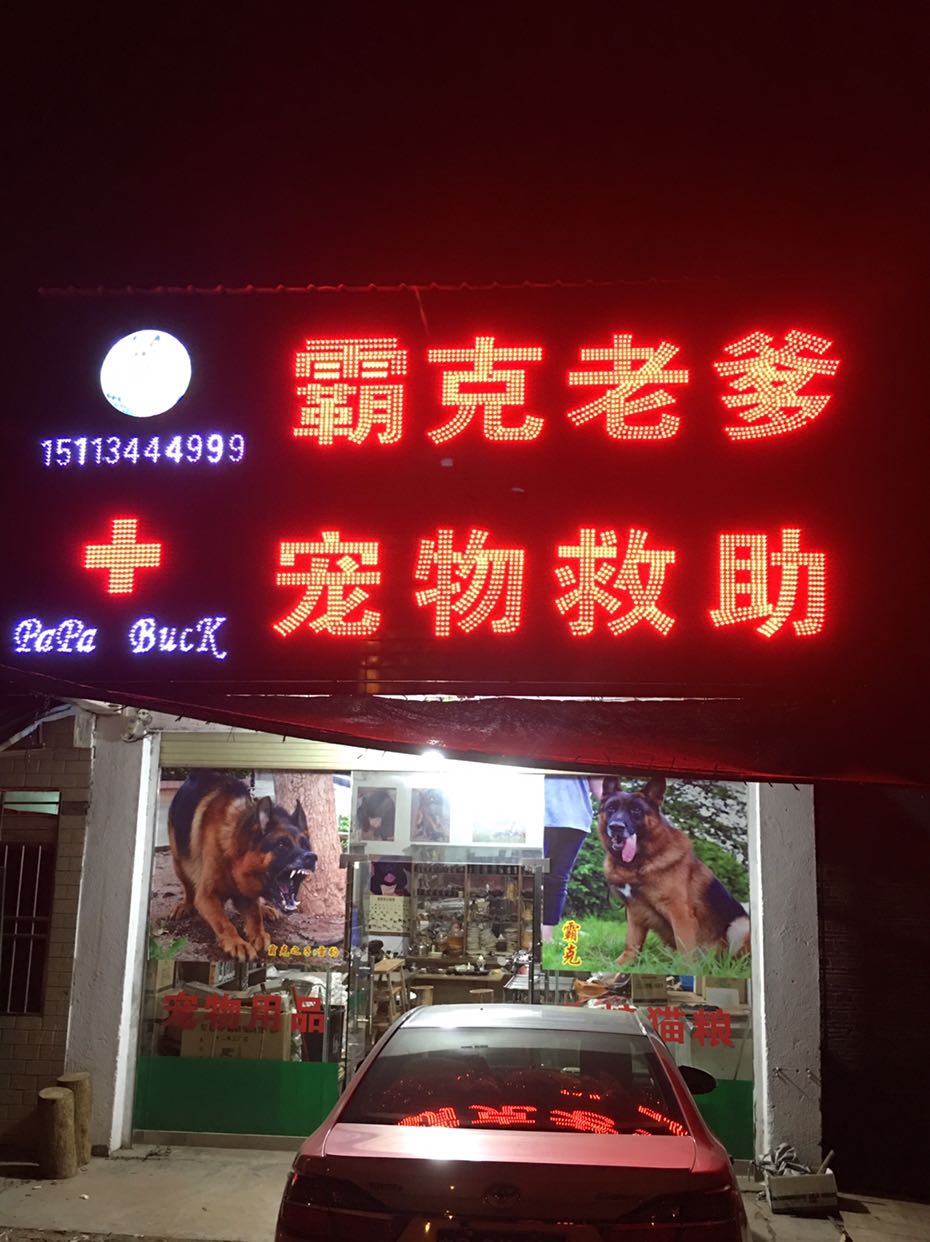 霸克老爹
15113444999
宠物救助
PaPa BucK
霸克
宠物用品
猫粮